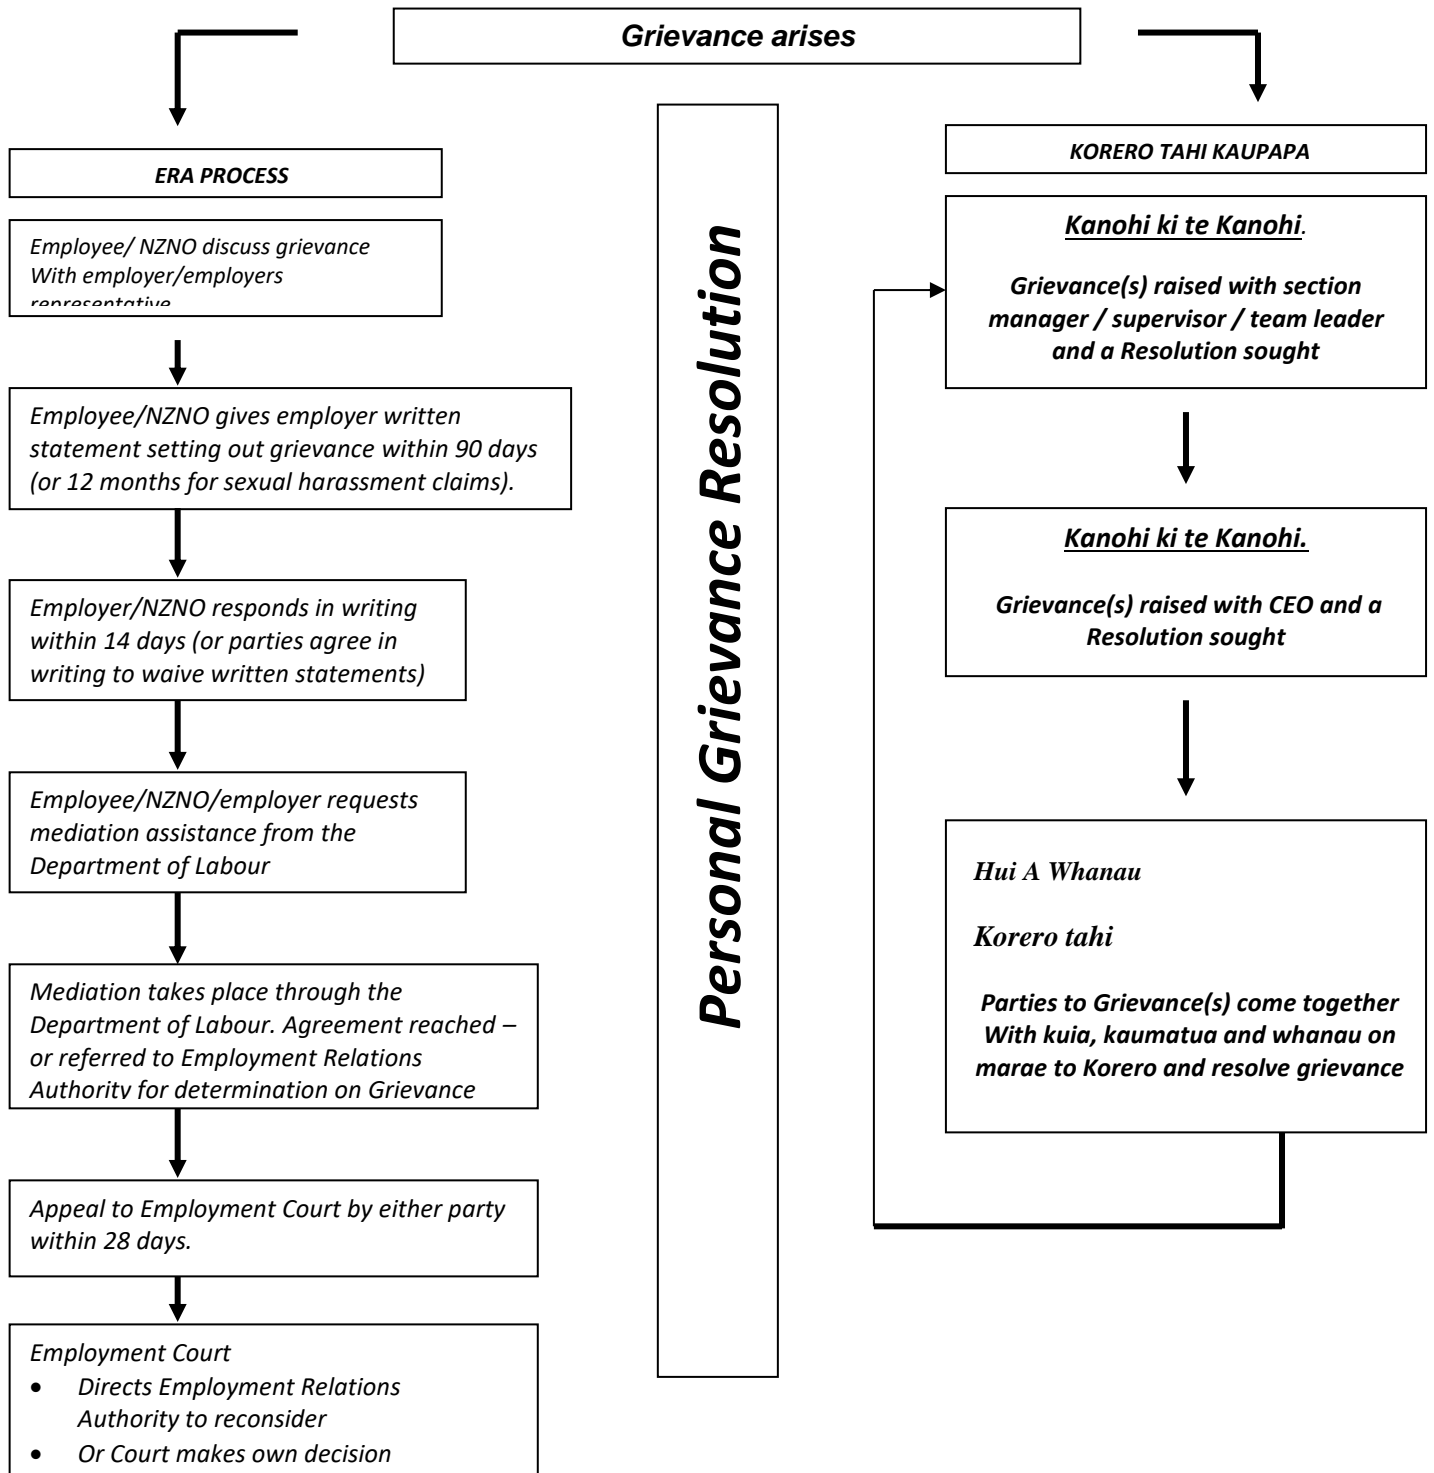 Grievance arises
ERA PROCESS
Employee/ NZNO discuss grievance
With employer/employers
representative
Employee/NZNO gives employer written
statement setting out grievance within 90 days
(or 12 months for sexual harassment claims).
Employer/NZNO responds in writing
within 14 days (or parties agree in
writing to waive written statements)
Employee/NZNO/employer requests
mediation assistance from the
Department of Labour
Mediation takes place through the
Department of Labour. Agreement reached –
or referred to Employment Relations
Authority for determination on Grievance
Appeal to Employment Court by either party
within 28 days.
Employment Court
• Directs Employment Relations
Authority to reconsider
• Or Court makes own decision
Personal Grievance Resolution
KORERO TAHI KAUPAPA
Kanohi ki te Kanohi.
Grievance(s) raised with section
manager / supervisor / team leader
and a Resolution sought
Kanohi ki te Kanohi.
Grievance(s) raised with CEO and a
Resolution sought
Hui A Whanau
Korero tahi
Parties to Grievance(s) come together
With kuia, kaumatua and whanau on
marae to Korero and resolve grievance